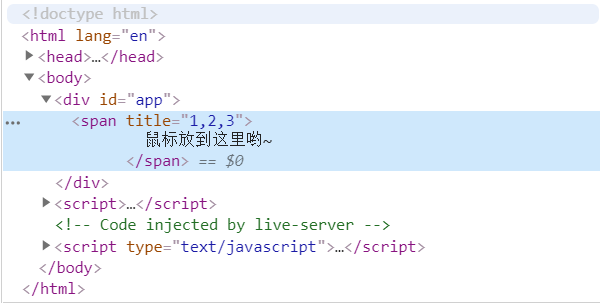 <!doctype html>
<html lang="en">
<head>…</head>
<body>
<div id="app">
<span title="1,2,3">
鼠标放到这里哟~
</span> == $0
</div>
<script>…</script>
<!-- Code injected by live-server -->
<script type="text/javascript">…</script>
</body>
</html>